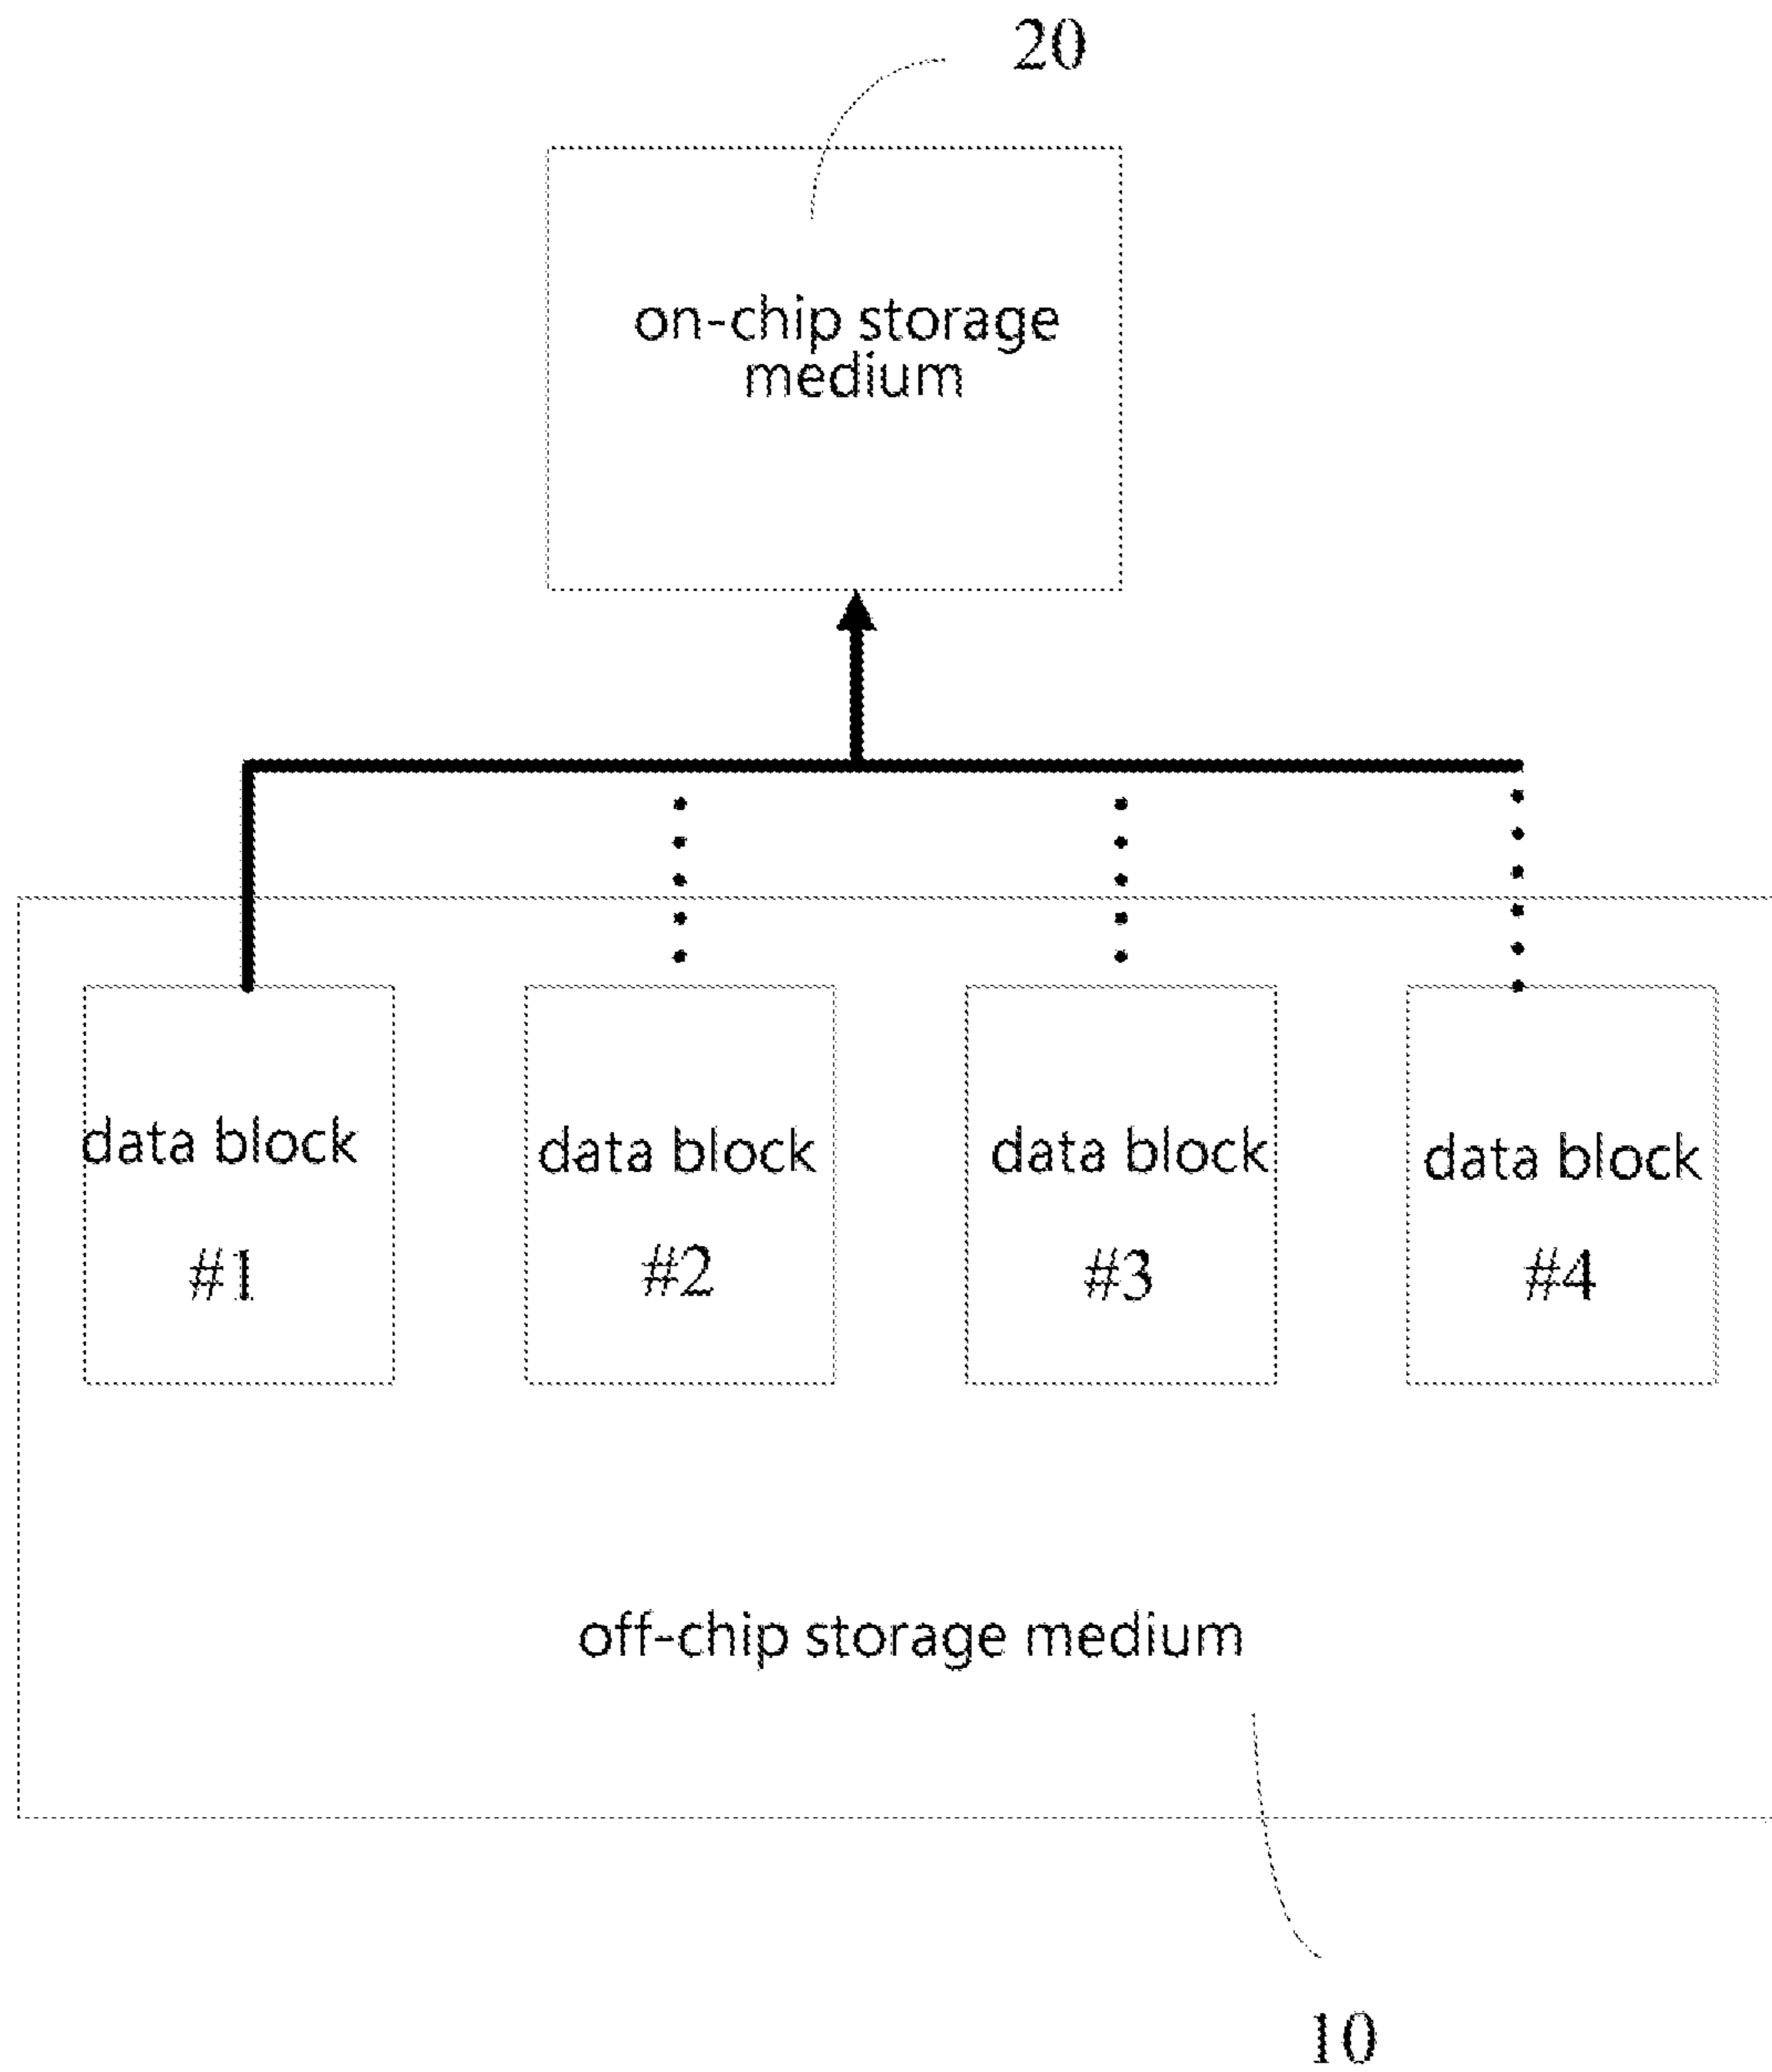 20
on-chip storage
medium
data block
#1
data block
#2
data block
#3
data block
#4
off-chip storage medium
10